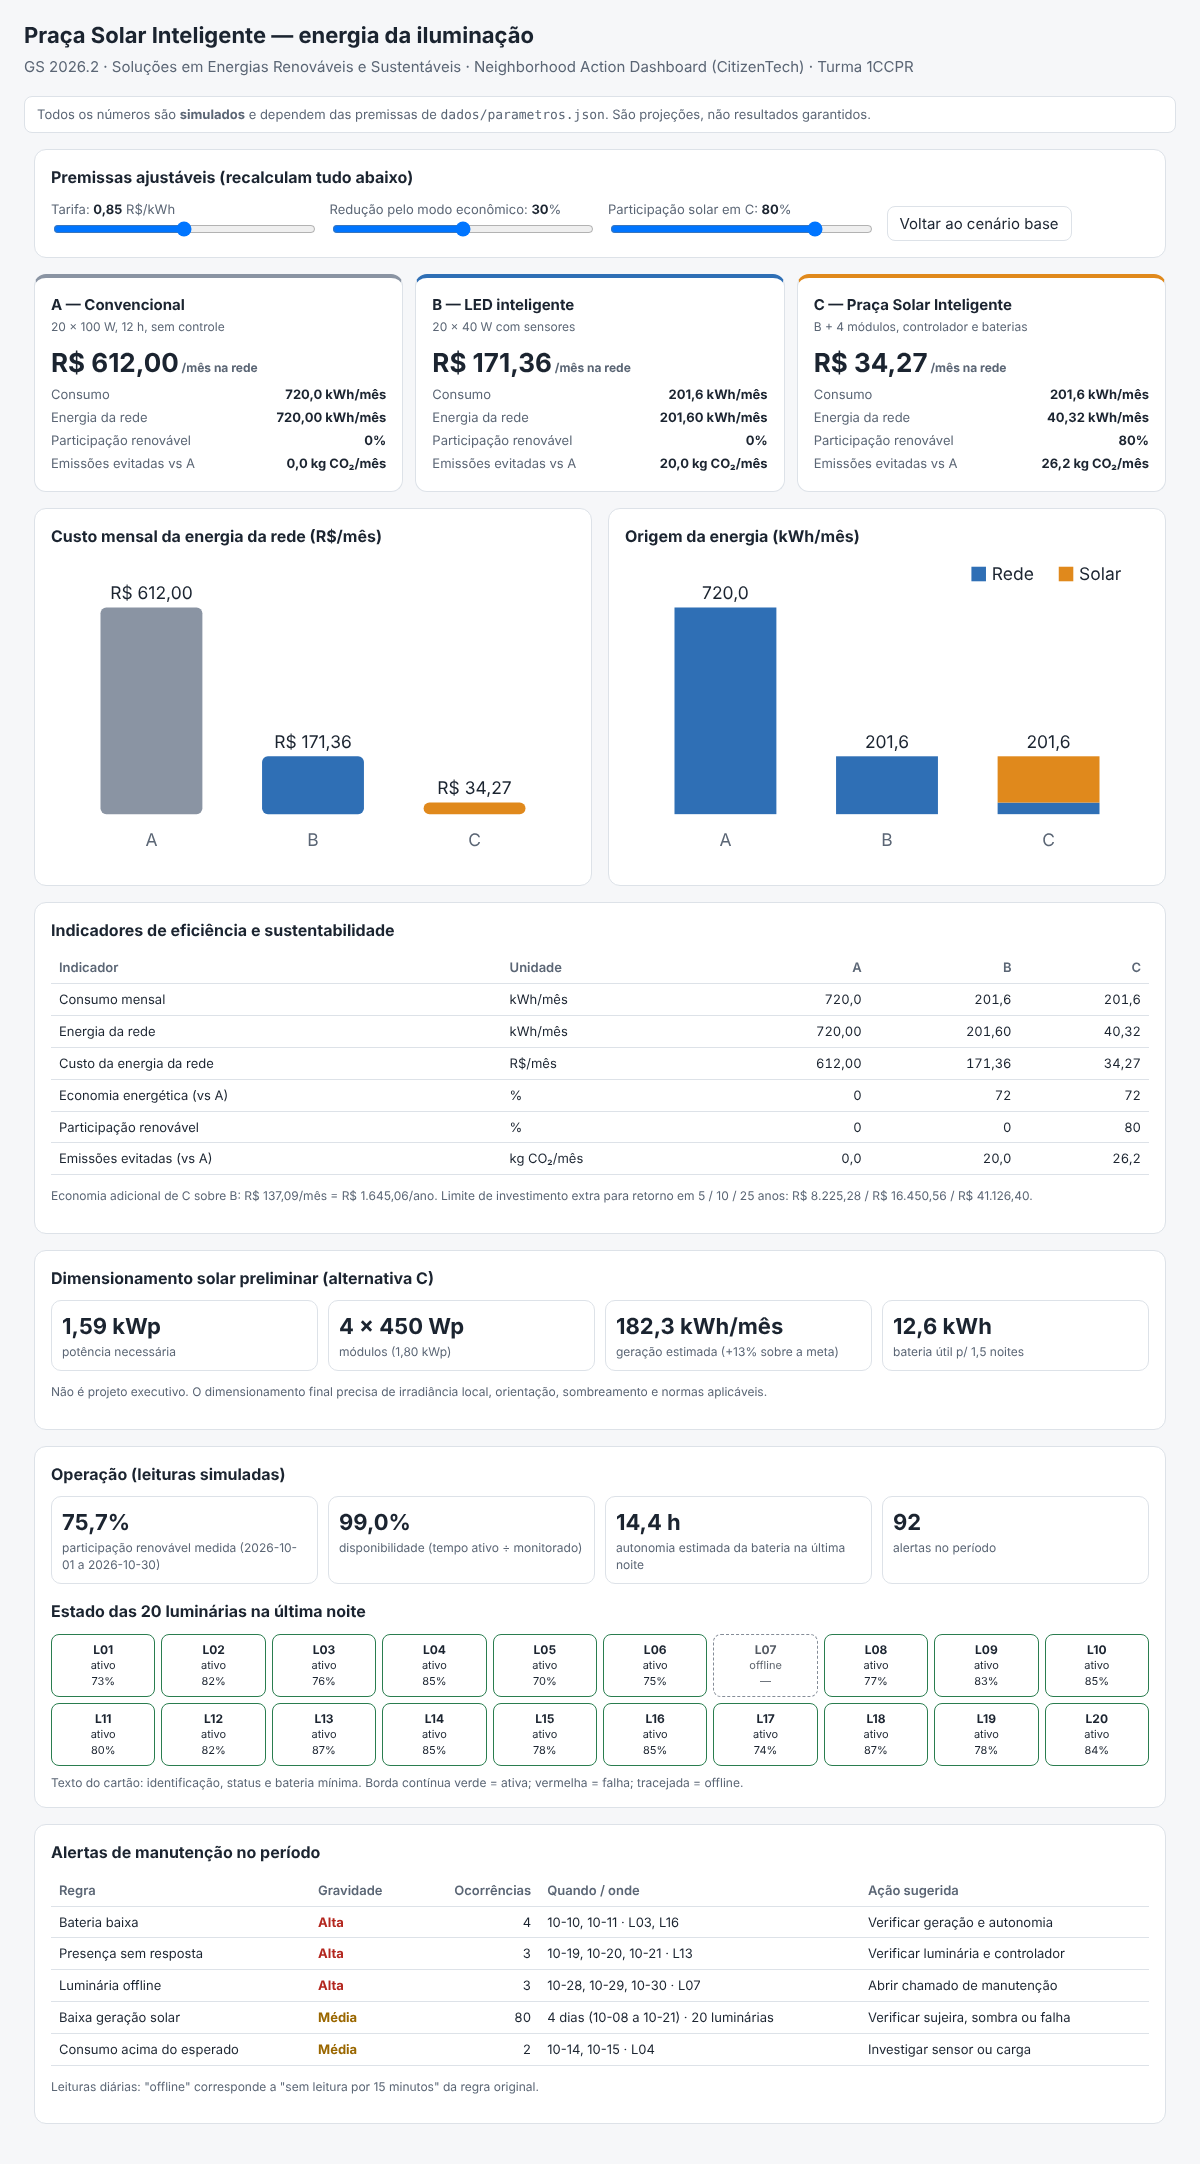 Praça Solar Inteligente — energia da iluminação
GS 2026.2 · Soluções em Energias Renováveis e Sustentáveis · Neighborhood Action Dashboard (CitizenTech) · Turma 1CCPR
Todos os números são simulados e dependem das premissas de dados/parametros.json. São projeções, não resultados garantidos.
Premissas ajustáveis (recalculam tudo abaixo)
Tarifa: 0,85 R$/kWh
Redução pelo modo econômico: 30%
Participação solar em C: 80%
Voltar ao cenário base
A — Convencional
20 × 100 W, 12 h, sem controle
R$ 612,00 /mês na rede
Consumo 720,0 kWh/mês
Energia da rede 720,00 kWh/mês
Participação renovável 0%
Emissões evitadas vs A 0,0 kg CO₂/mês
B — LED inteligente
20 × 40 W com sensores
R$ 171,36 /mês na rede
Consumo 201,6 kWh/mês
Energia da rede 201,60 kWh/mês
Participação renovável 0%
Emissões evitadas vs A 20,0 kg CO₂/mês
C — Praça Solar Inteligente
B + 4 módulos, controlador e baterias
R$ 34,27 /mês na rede
Consumo 201,6 kWh/mês
Energia da rede 40,32 kWh/mês
Participação renovável 80%
Emissões evitadas vs A 26,2 kg CO₂/mês
Custo mensal da energia da rede (R$/mês)
R$ 612,00
R$ 171,36
R$ 34,27
A B C
Origem da energia (kWh/mês)
Rede Solar
720,0
201,6
201,6
A B C
Indicadores de eficiência e sustentabilidade
Indicador Unidade A B C
Consumo mensal kWh/mês 720,0 201,6 201,6
Energia da rede kWh/mês 720,00 201,60 40,32
Custo da energia da rede R$/mês 612,00 171,36 34,27
Economia energética (vs A) % 0 72 72
Participação renovável % 0 0 80
Emissões evitadas (vs A) kg CO₂/mês 0,0 20,0 26,2
Economia adicional de C sobre B: R$ 137,09/mês = R$ 1.645,06/ano. Limite de investimento extra para retorno em 5 / 10 / 25 anos: R$ 8.225,28 / R$ 16.450,56 / R$ 41.126,40.
Dimensionamento solar preliminar (alternativa C)
1,59 kWp
potência necessária
4 × 450 Wp
módulos (1,80 kWp)
182,3 kWh/mês
geração estimada (+13% sobre a meta)
12,6 kWh
bateria útil p/ 1,5 noites
Não é projeto executivo. O dimensionamento final precisa de irradiância local, orientação, sombreamento e normas aplicáveis.
Operação (leituras simuladas)
75,7%
participação renovável medida (2026-10-
01 a 2026-10-30)
99,0%
disponibilidade (tempo ativo ÷ monitorado)
14,4 h
autonomia estimada da bateria na última
noite
92
alertas no período
Estado das 20 luminárias na última noite
L01 L02 L03 L04 L05 L06 L07 L08 L09 L10
ativo ativo ativo ativo ativo ativo offline ativo ativo ativo
73% 82% 76% 85% 70% 75% — 77% 83% 85%
L11 L12 L13 L14 L15 L16 L17 L18 L19 L20
ativo ativo ativo ativo ativo ativo ativo ativo ativo ativo
80% 82% 87% 85% 78% 85% 74% 87% 78% 84%
Texto do cartão: identificação, status e bateria mínima. Borda contínua verde = ativa; vermelha = falha; tracejada = offline.
Alertas de manutenção no período
Regra Gravidade Ocorrências Quando / onde Ação sugerida
Bateria baixa Alta 4 10-10, 10-11 · L03, L16 Verificar geração e autonomia
Presença sem resposta Alta 3 10-19, 10-20, 10-21 · L13 Verificar luminária e controlador
Luminária offline Alta 3 10-28, 10-29, 10-30 · L07 Abrir chamado de manutenção
Baixa geração solar Média 80 4 dias (10-08 a 10-21) · 20 luminárias Verificar sujeira, sombra ou falha
Consumo acima do esperado Média 2 10-14, 10-15 · L04 Investigar sensor ou carga
Leituras diárias: "offline" corresponde a "sem leitura por 15 minutos" da regra original.